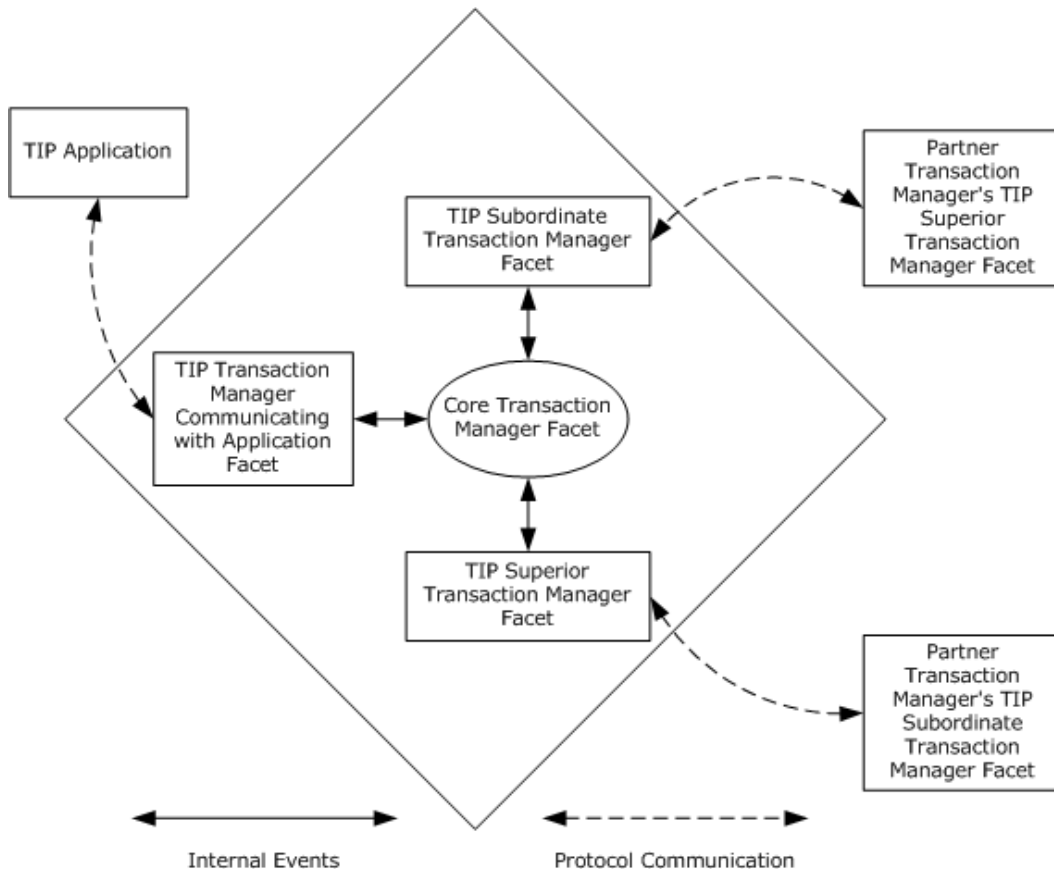 TIP Application
Partner
Transaction
Manager's TIP
Superior
Transaction
Manager Facet
TIP Subordinate
Transaction Manager
Facet
TIP Transaction
Manager
Communicating
with Application
Facet
Core Transaction
Manager Facet
TIP Superior
Transaction Manager
Facet
Partner
Transaction
Manager's TIP
Subordinate
Transaction
Manager Facet
Internal Events
Protocol Communication